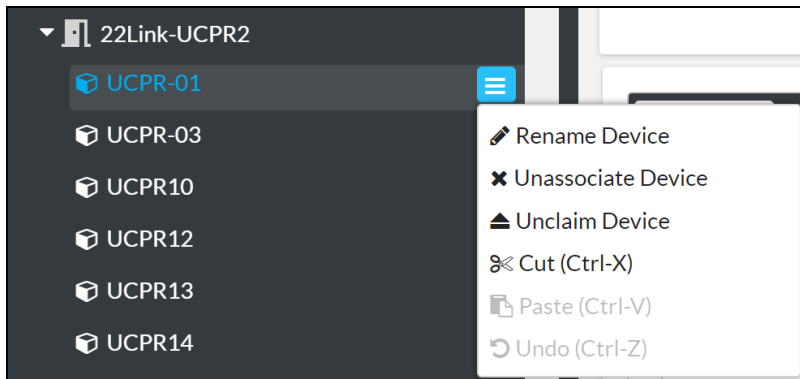 22Link-UCPR2
UCPR-01
UCPR-03
UCPR10
UCPR12
UCPR13
UCPR14
Rename Device
Unassociate Device
Unclaim Device
Cut (Ctrl-X)
Paste (Ctrl-V)
Undo (Ctrl-Z)